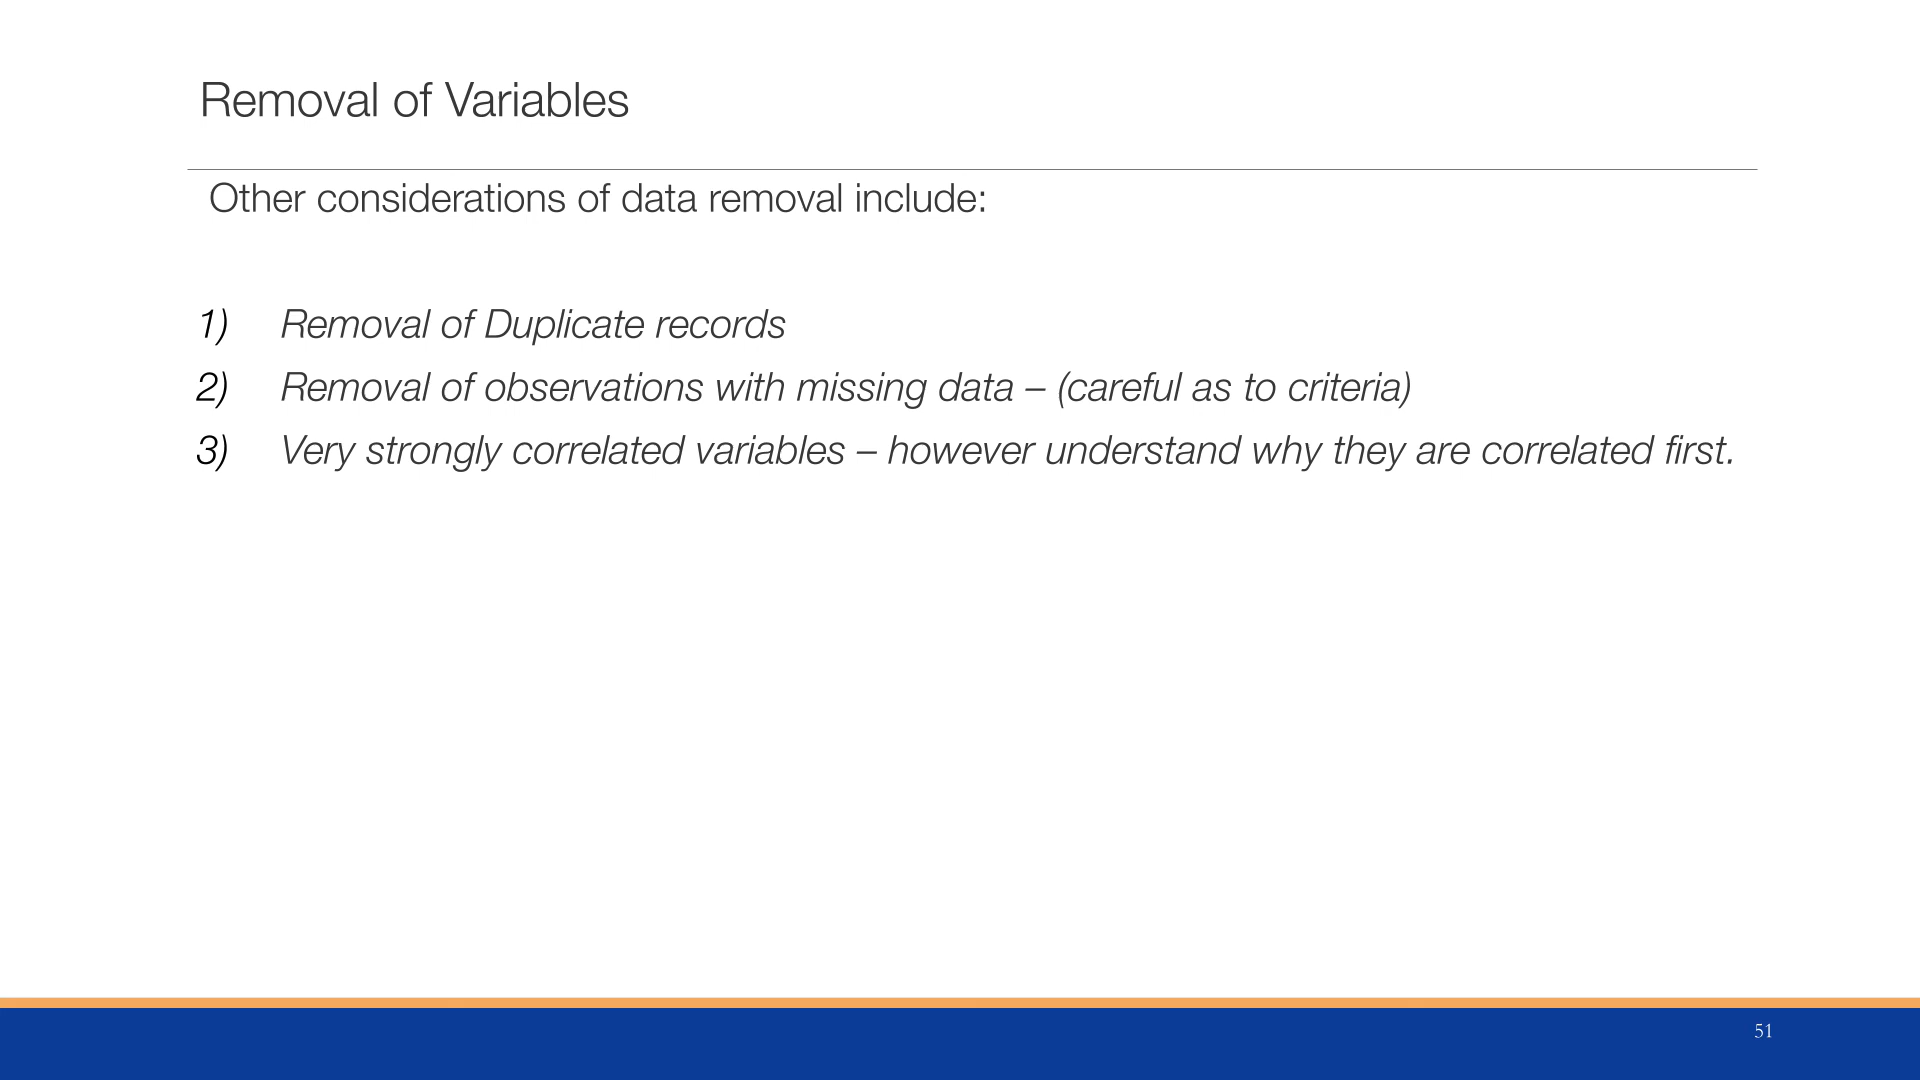 Removal of Variables
Other considerations of data removal include:
1) Removal of Duplicate records
2) Removal of observations with missing data – (careful as to criteria)
3) Very strongly correlated variables – however understand why they are correlated first.
51